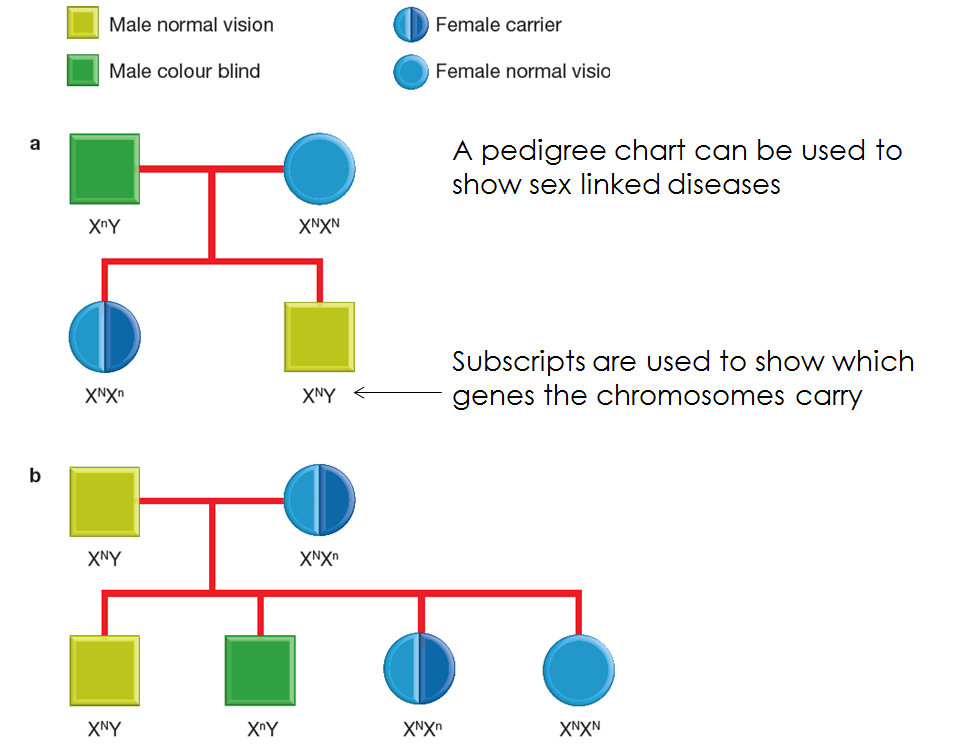 Male normal vision
Female carrier
Male colour blind
Female normal visio
a
A pedigree chart can be used to
show sex linked diseases
XⁿY
XᴺXᴺ
Subscripts are used to show which
genes the chromosomes carry
XᴺXⁿ
XᴺY
b
XᴺY
XᴺXⁿ
XᴺY
XⁿY
XᴺXⁿ
XᴺXᴺ